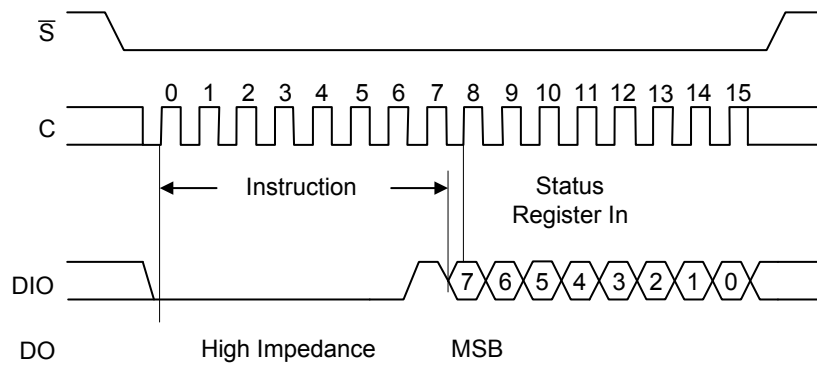 S̅
0 1 2 3 4 5 6 7 8 9 10 11 12 13 14 15
C
Instruction
Status
Register In
DIO
7 6 5 4 3 2 1 0
DO
High Impedance
MSB